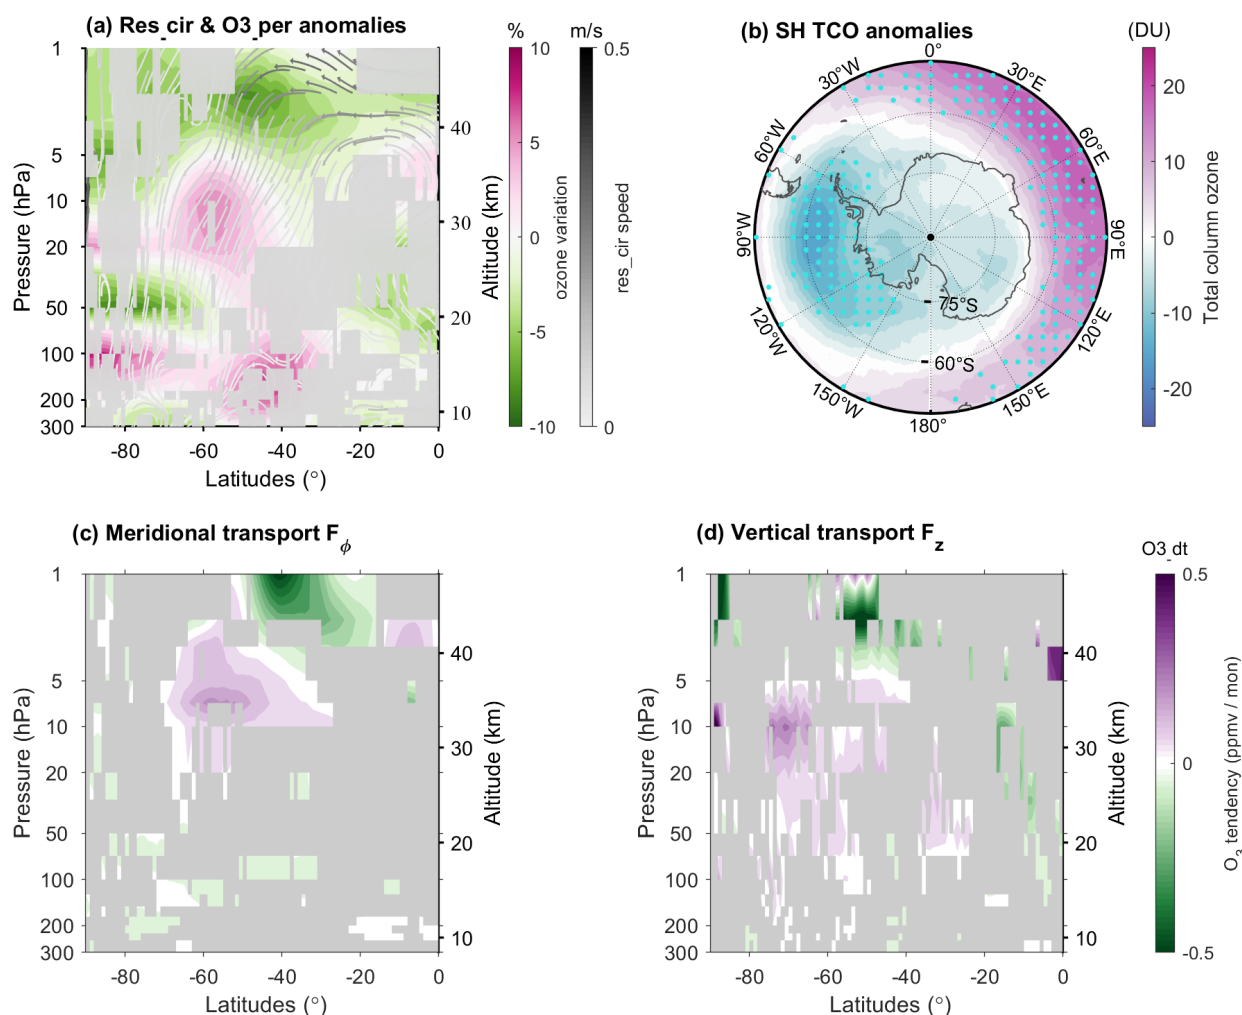 (a) Res_cir & O3_per anomalies
% m/s
1
5
10
20
50
100
200
300
Pressure (hPa)
40
30
20
10
Altitude (km)
-80 -60 -40 -20 0
Latitudes (°)
10
5
0
-5
-10
ozone variation
0.5
0
res_cir speed
(b) SH TCO anomalies
(DU)
0°
30°W 30°E
60°W 60°E
90°W 90°E
120°W 120°E
150°W 150°E
180°
75°S
60°S
20
10
0
-10
-20
Total column ozone
(c) Meridional transport Fϕ
1
5
10
20
50
100
200
300
Pressure (hPa)
40
30
20
10
Altitude (km)
-80 -60 -40 -20 0
Latitudes (°)
(d) Vertical transport Fz
1
5
10
20
50
100
200
300
Pressure (hPa)
40
30
20
10
Altitude (km)
-80 -60 -40 -20 0
Latitudes (°)
O3_dt
0.5
0
-0.5
O3 tendency (ppmv / mon)